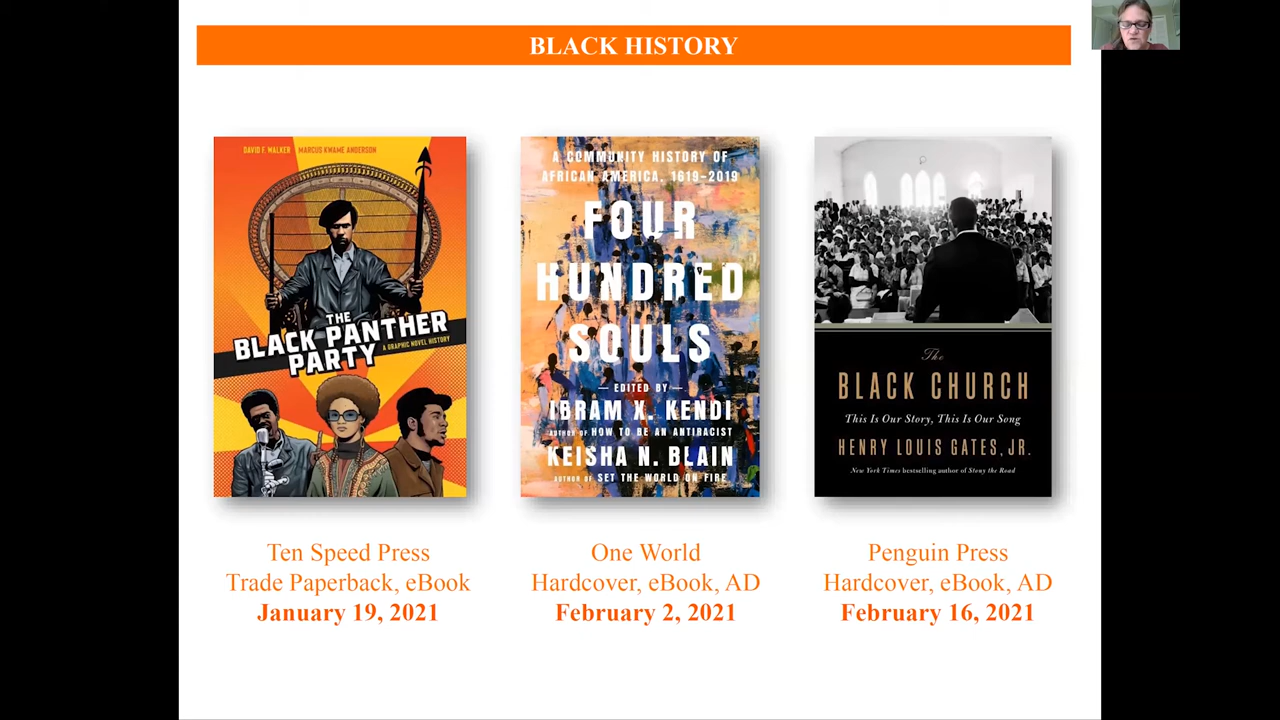 BLACK HISTORY
DAVID F. WALKER MARCUS KWAME ANDERSON
THE
BLACK PANTHER
PARTY
A GRAPHIC NOVEL HISTORY
A COMMUNITY HISTORY OF
AFRICAN AMERICA, 1619–2019
FOUR
HUNDRED
SOULS
— EDITED BY —
IBRAM X. KENDI
AUTHOR OF HOW TO BE AN ANTIRACIST
KEISHA N. BLAIN
AUTHOR OF SET THE WORLD ON FIRE
The
BLACK CHURCH
This Is Our Story, This Is Our Song
HENRY LOUIS GATES, JR.
New York Times bestselling author of Stony the Road
Ten Speed Press
Trade Paperback, eBook
January 19, 2021
One World
Hardcover, eBook, AD
February 2, 2021
Penguin Press
Hardcover, eBook, AD
February 16, 2021